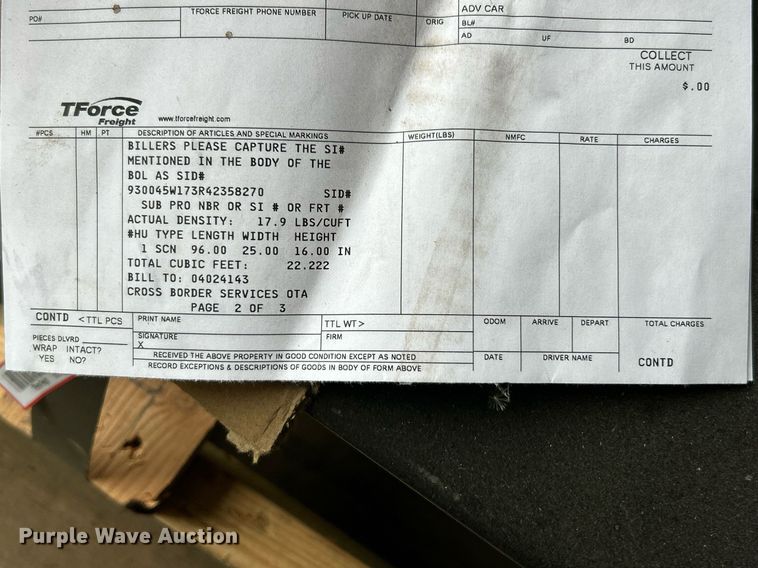 ADV CAR
PO#
TFORCE FREIGHT PHONE NUMBER
PICK UP DATE
ORIG
BL#
AD UF BD
COLLECT
THIS AMOUNT
$.00
TForce
Freight
www.tforcefreight.com
#PCS HM PT DESCRIPTION OF ARTICLES AND SPECIAL MARKINGS WEIGHT(LBS) NMFC RATE CHARGES
BILLERS PLEASE CAPTURE THE SI#
MENTIONED IN THE BODY OF THE
BOL AS SID#
930045W173R42358270 SID#
SUB PRO NBR OR SI # OR FRT #
ACTUAL DENSITY: 17.9 LBS/CUFT
#HU TYPE LENGTH WIDTH HEIGHT
1 SCN 96.00 25.00 16.00 IN
TOTAL CUBIC FEET: 22.222
BILL TO: 04024143
CROSS BORDER SERVICES OTA
PAGE 2 OF 3
CONTD <TTL PCS PRINT NAME TTL WT> ODOM ARRIVE DEPART TOTAL CHARGES
PIECES DLVRD
SIGNATURE FIRM
X
WRAP INTACT?
YES NO?
RECEIVED THE ABOVE PROPERTY IN GOOD CONDITION EXCEPT AS NOTED
DATE DRIVER NAME CONTD
RECORD EXCEPTIONS & DESCRIPTIONS OF GOODS IN BODY OF FORM ABOVE
Purple Wave Auction